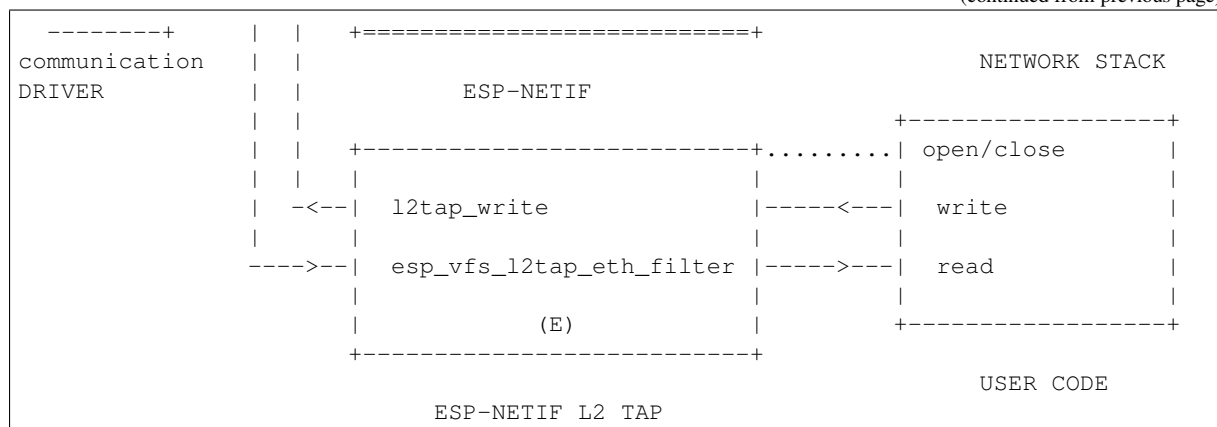 (continued from previous page)
--------+      |  |   +===========================+
communication  |  |                                       NETWORK STACK
DRIVER         |  |           ESP-NETIF
               |  |                                    +------------------+
               |  |   +---------------------------+.........| open/close       |
               |  |   |                           |         |                  |
               |  -<--|  l2tap_write              |-----<---|  write           |
               |      |                           |         |                  |
               ---->--|  esp_vfs_l2tap_eth_filter |----->---|  read            |
                      |                           |         |                  |
                      |            (E)            |         +------------------+
                      +---------------------------+
                                                                USER CODE
                           ESP-NETIF L2 TAP